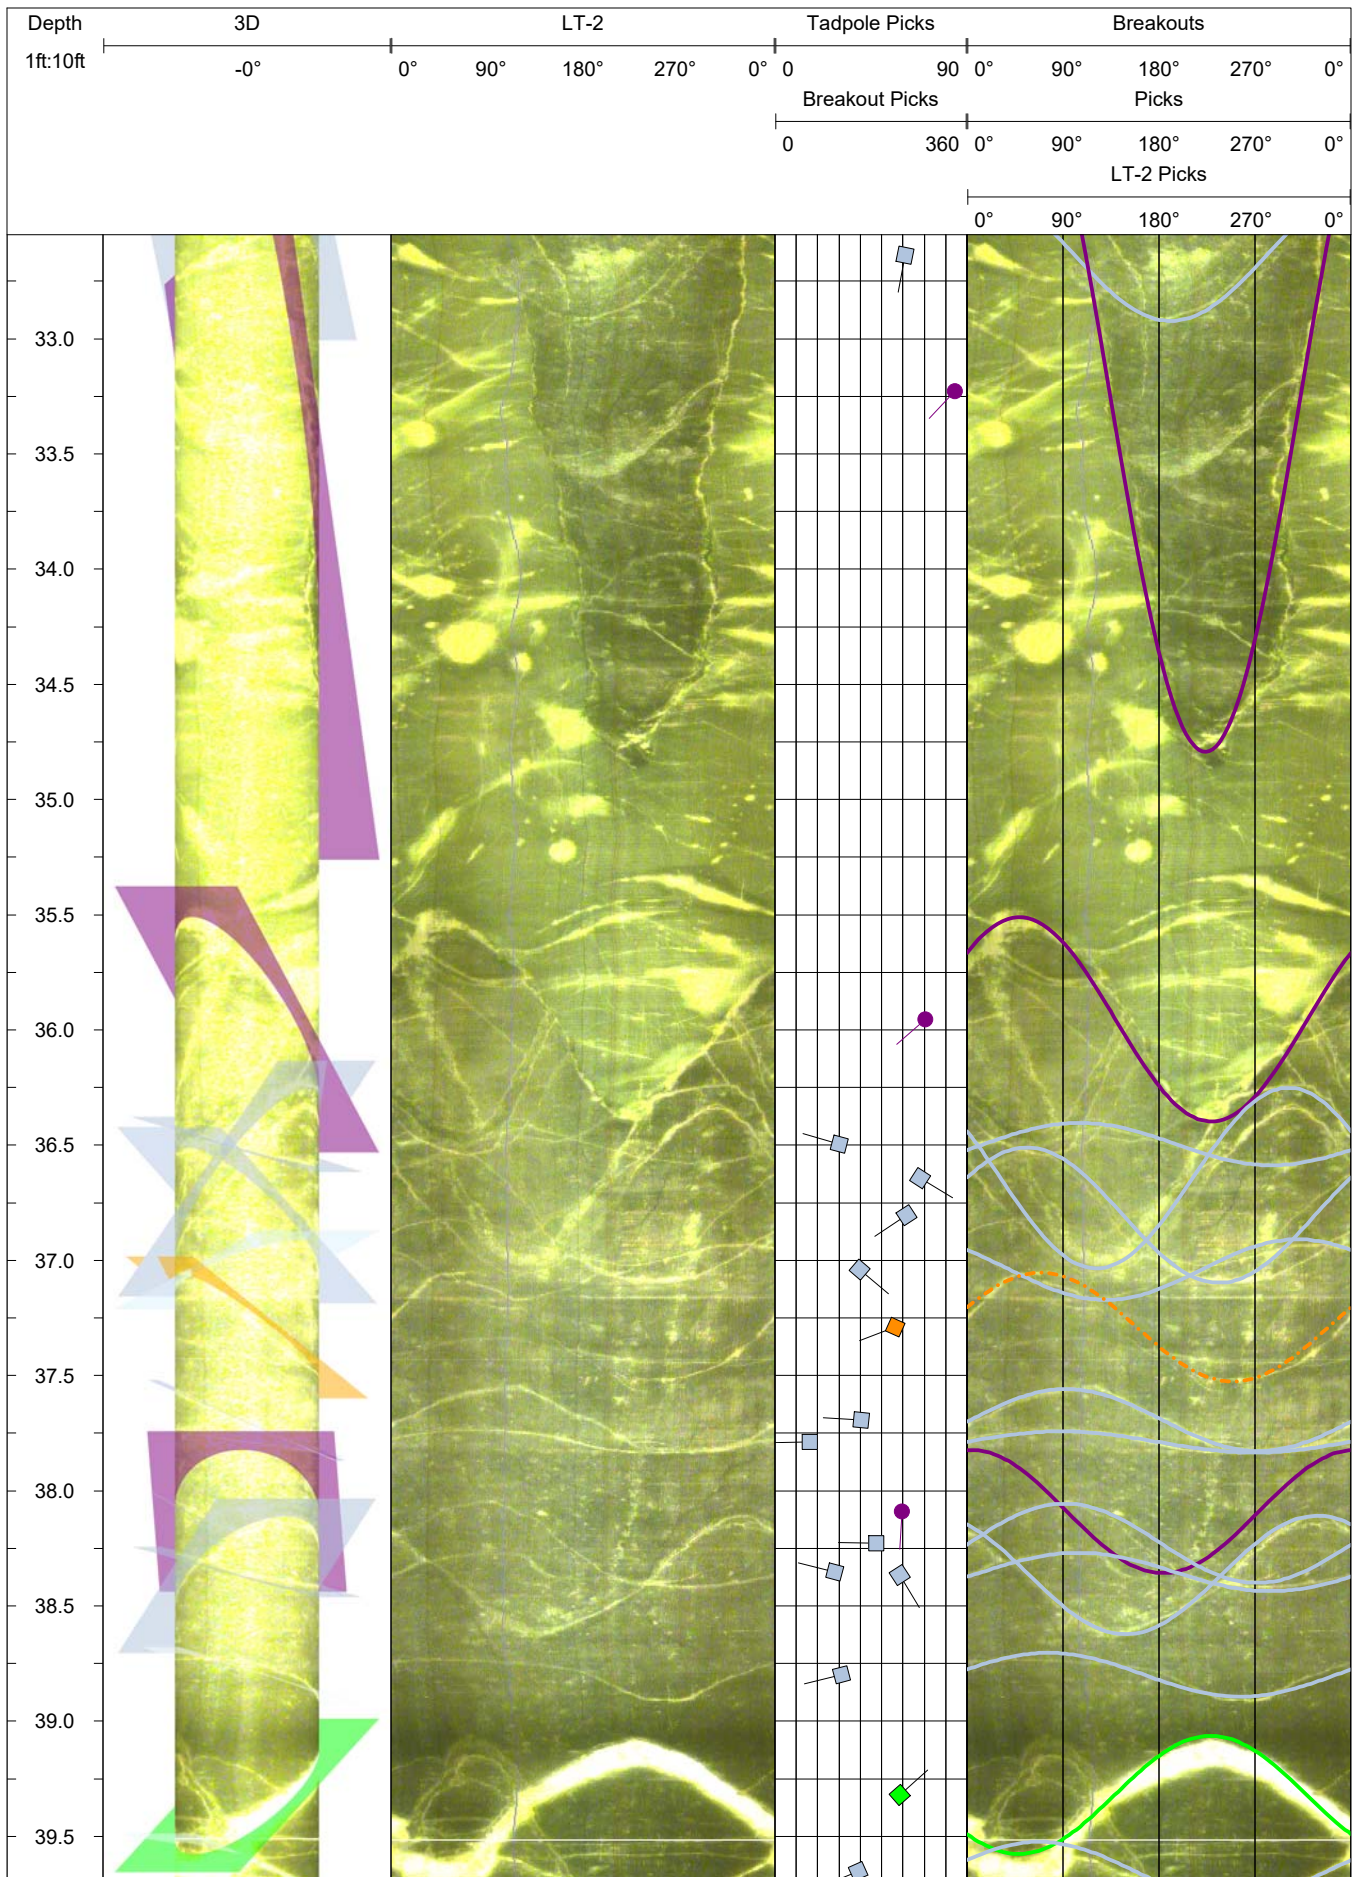 Depth 3D LT-2 Tadpole Picks Breakouts
1ft:10ft -0° 0° 90° 180° 270° 0° 0 90 0° 90° 180° 270° 0°
Breakout Picks Picks
0 360 0° 90° 180° 270° 0°
LT-2 Picks
0° 90° 180° 270° 0°
33.0
33.5
34.0
34.5
35.0
35.5
36.0
36.5
37.0
37.5
38.0
38.5
39.0
39.5